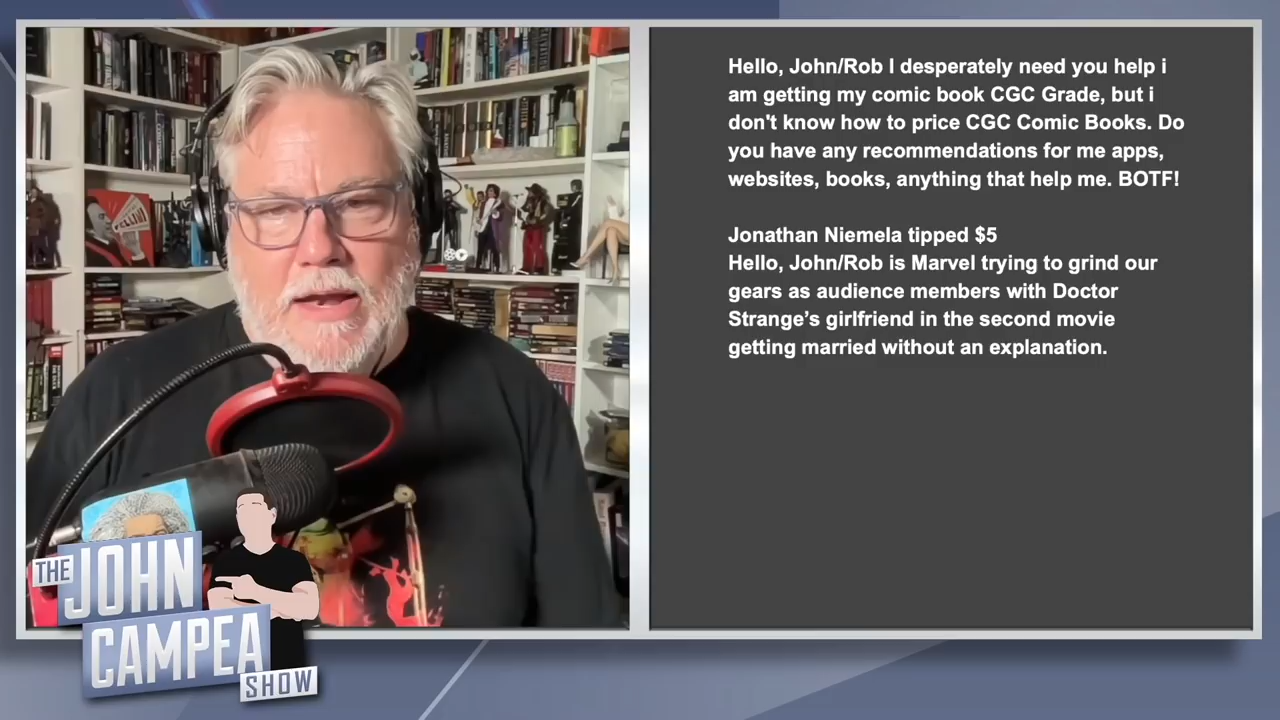 Hello, John/Rob I desperately need you help i
am getting my comic book CGC Grade, but i
don't know how to price CGC Comic Books. Do
you have any recommendations for me apps,
websites, books, anything that help me. BOTF!
Jonathan Niemela tipped $5
Hello, John/Rob is Marvel trying to grind our
gears as audience members with Doctor
Strange’s girlfriend in the second movie
getting married without an explanation.
FELLINI
THE
JOHN
CAMPEA
SHOW